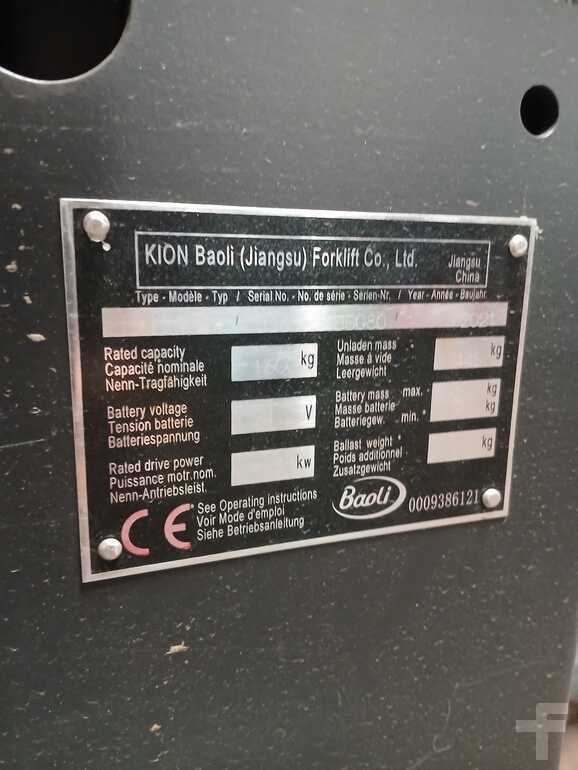 KION Baoli (Jiangsu) Forklift Co., Ltd.
Jiangsu
China
Type - Modèle - Typ / Serial No. - No. de série - Serien-Nr. / Year - Année - Baujahr
/ / 2021
Rated capacity
Capacité nominale
Nenn-Tragfähigkeit
kg
Battery voltage
Tension batterie
Batteriespannung
V
Rated drive power
Puissance motr.nom.
Nenn-Antriebsleist.
kw
Unladen mass *
Masse à vide
Leergewicht
kg
Battery mass max.
Masse batterie
Batteriegew. min. *
kg
kg
Ballast weight *
Poids additionnel
Zusatzgewicht
kg
CE
See Operating instructions
Voir Mode d'emploi
Siehe Betriebsanleitung
Baoli
0009386121